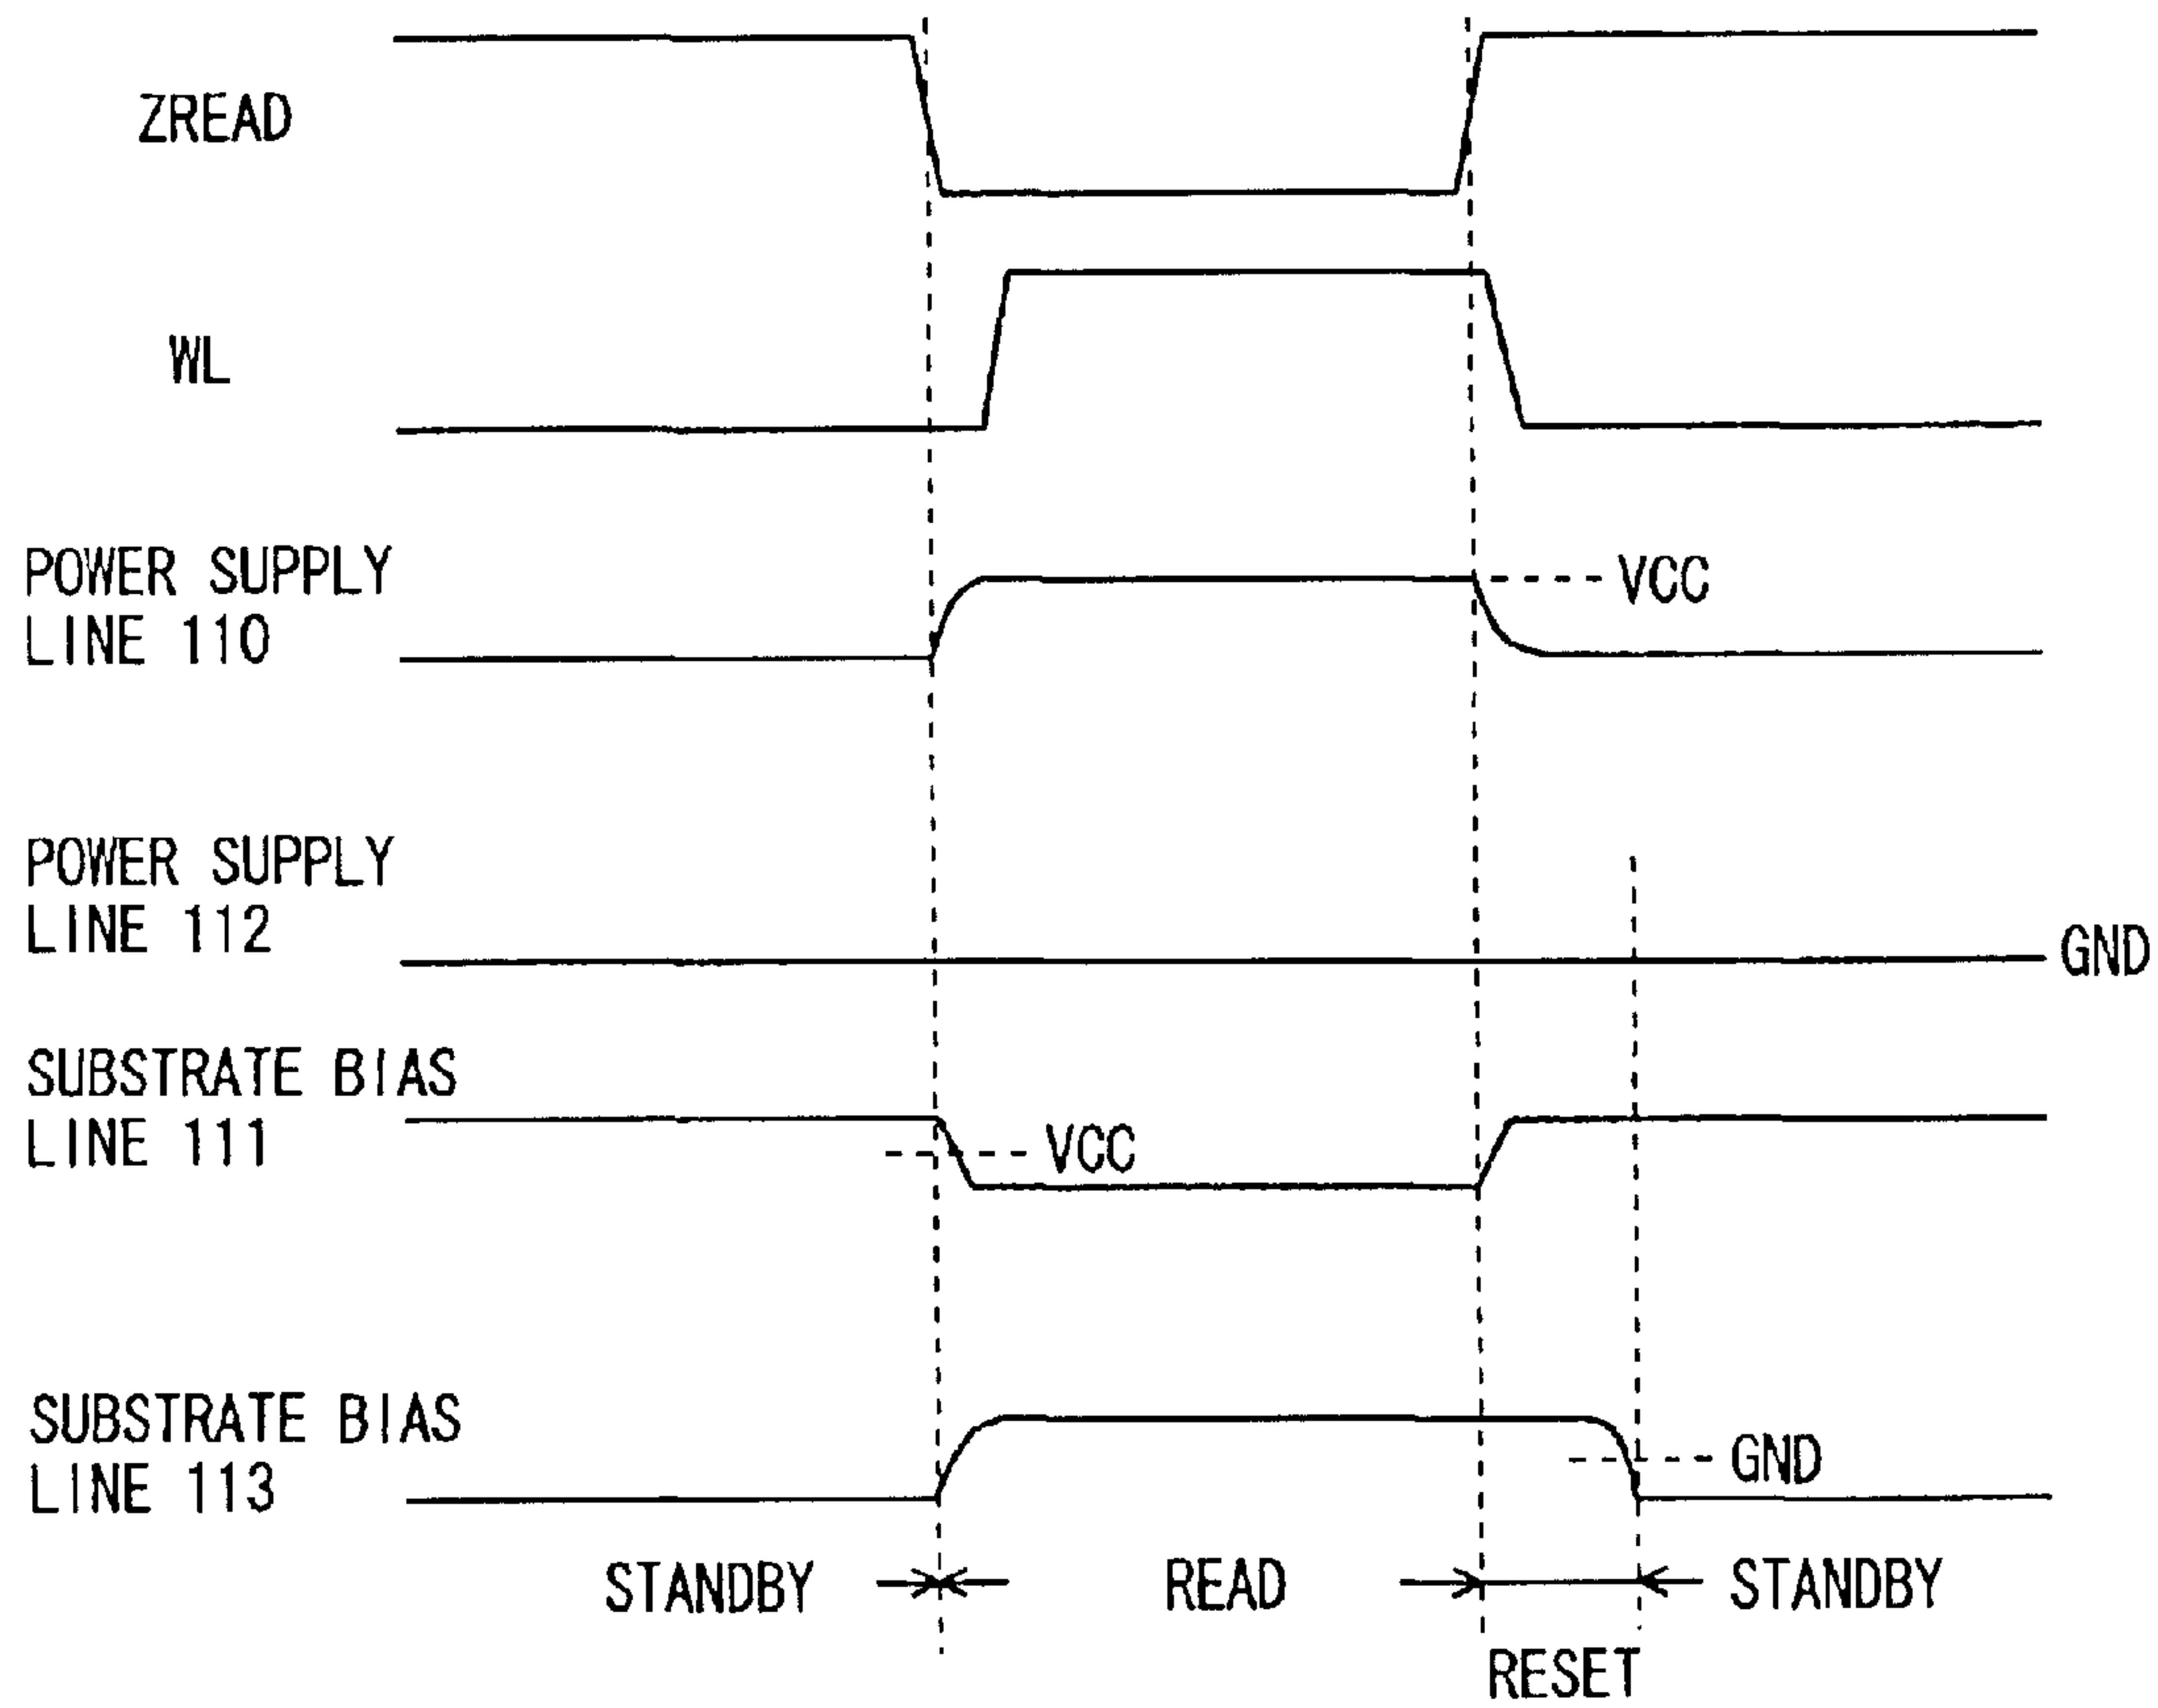 ZREAD
WL
POWER SUPPLY
LINE 110
VCC
POWER SUPPLY
LINE 112
GND
SUBSTRATE BIAS
LINE 111
VCC
SUBSTRATE BIAS
LINE 113
GND
STANDBY
READ
STANDBY
RESET